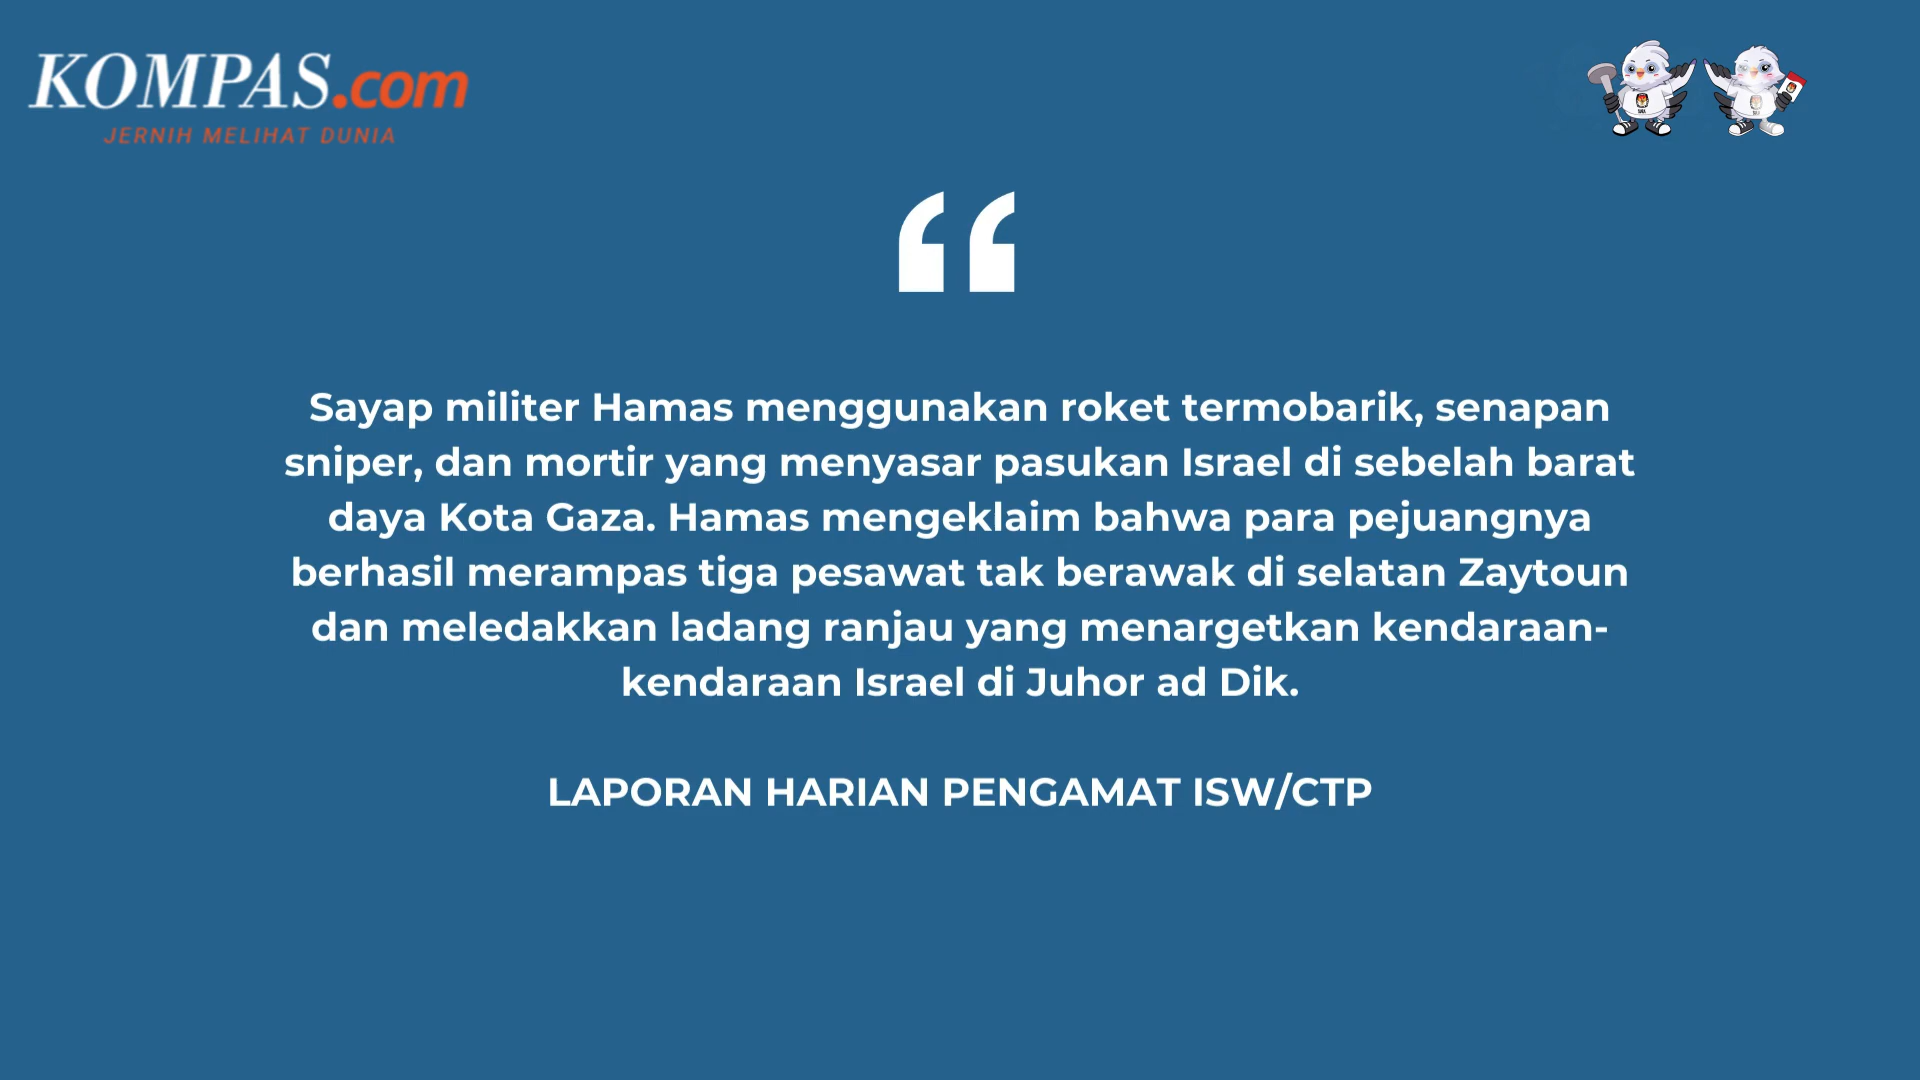 KOMPAS.com
JERNIH MELIHAT DUNIA
“
Sayap militer Hamas menggunakan roket termobarik, senapan
sniper, dan mortir yang menyasar pasukan Israel di sebelah barat
daya Kota Gaza. Hamas mengeklaim bahwa para pejuangnya
berhasil merampas tiga pesawat tak berawak di selatan Zaytoun
dan meledakkan ladang ranjau yang menargetkan kendaraan-
kendaraan Israel di Juhor ad Dik.
LAPORAN HARIAN PENGAMAT ISW/CTP